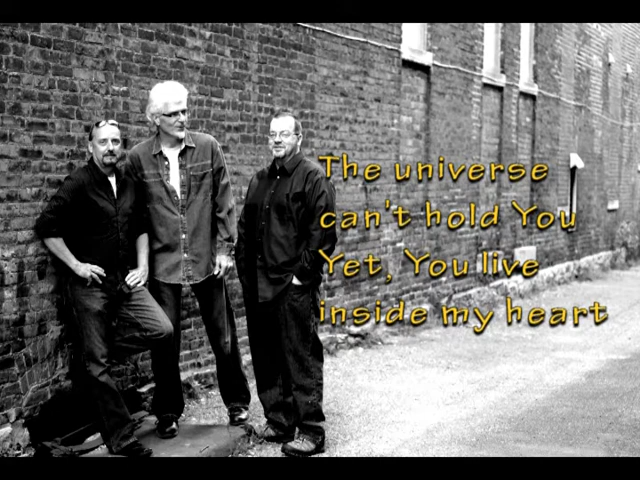 The universe
can't hold You
Yet, You live
inside my heart